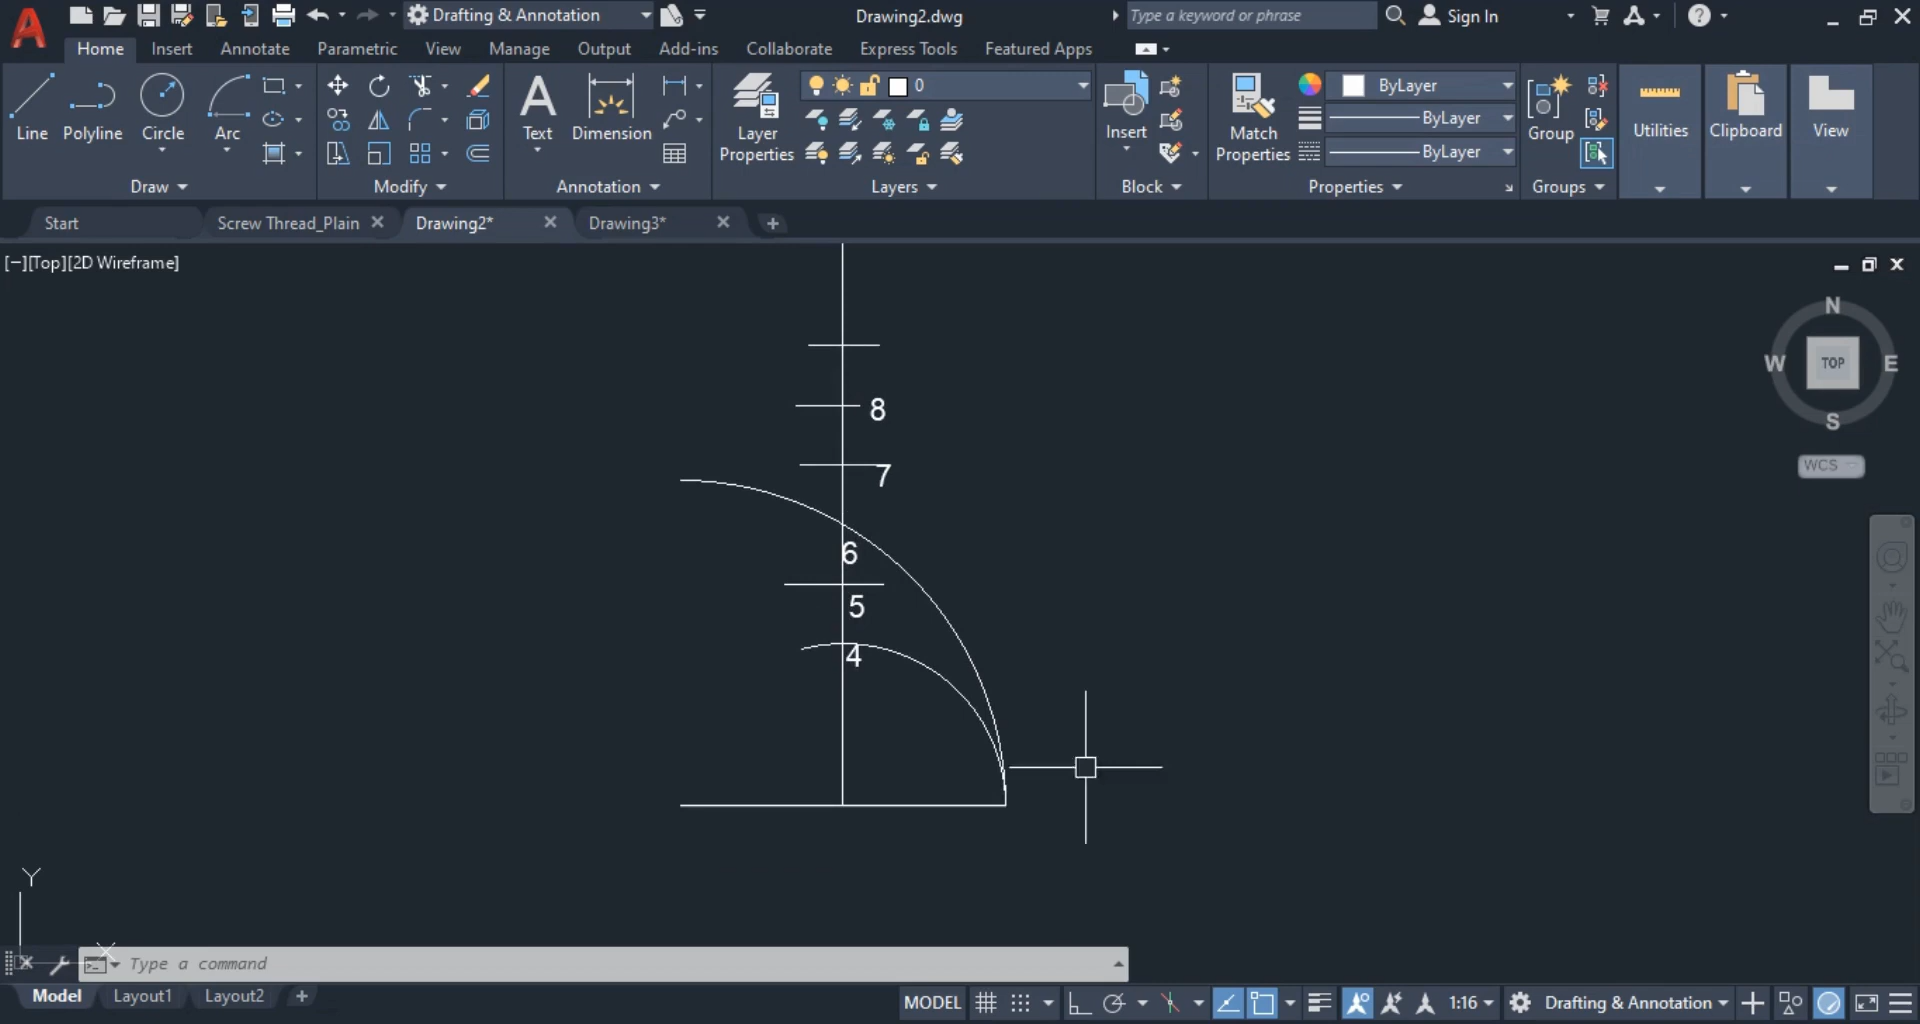 Drafting & Annotation
Drawing2.dwg
Type a keyword or phrase
Sign In
Home Insert Annotate Parametric View Manage Output Add-ins Collaborate Express Tools Featured Apps
Line Polyline Circle Arc
Text Dimension
Layer Properties
0
Insert
Match Properties
ByLayer
ByLayer
ByLayer
Group
Utilities
Clipboard
View
Draw Modify Annotation Layers Block Properties Groups
Start Screw Thread_Plain Drawing2* Drawing3*
[−][Top][2D Wireframe]
N
W TOP E
S
WCS
8
7
6
5
4
Y
X
Type a command
Model Layout1 Layout2
MODEL 1:16 Drafting & Annotation